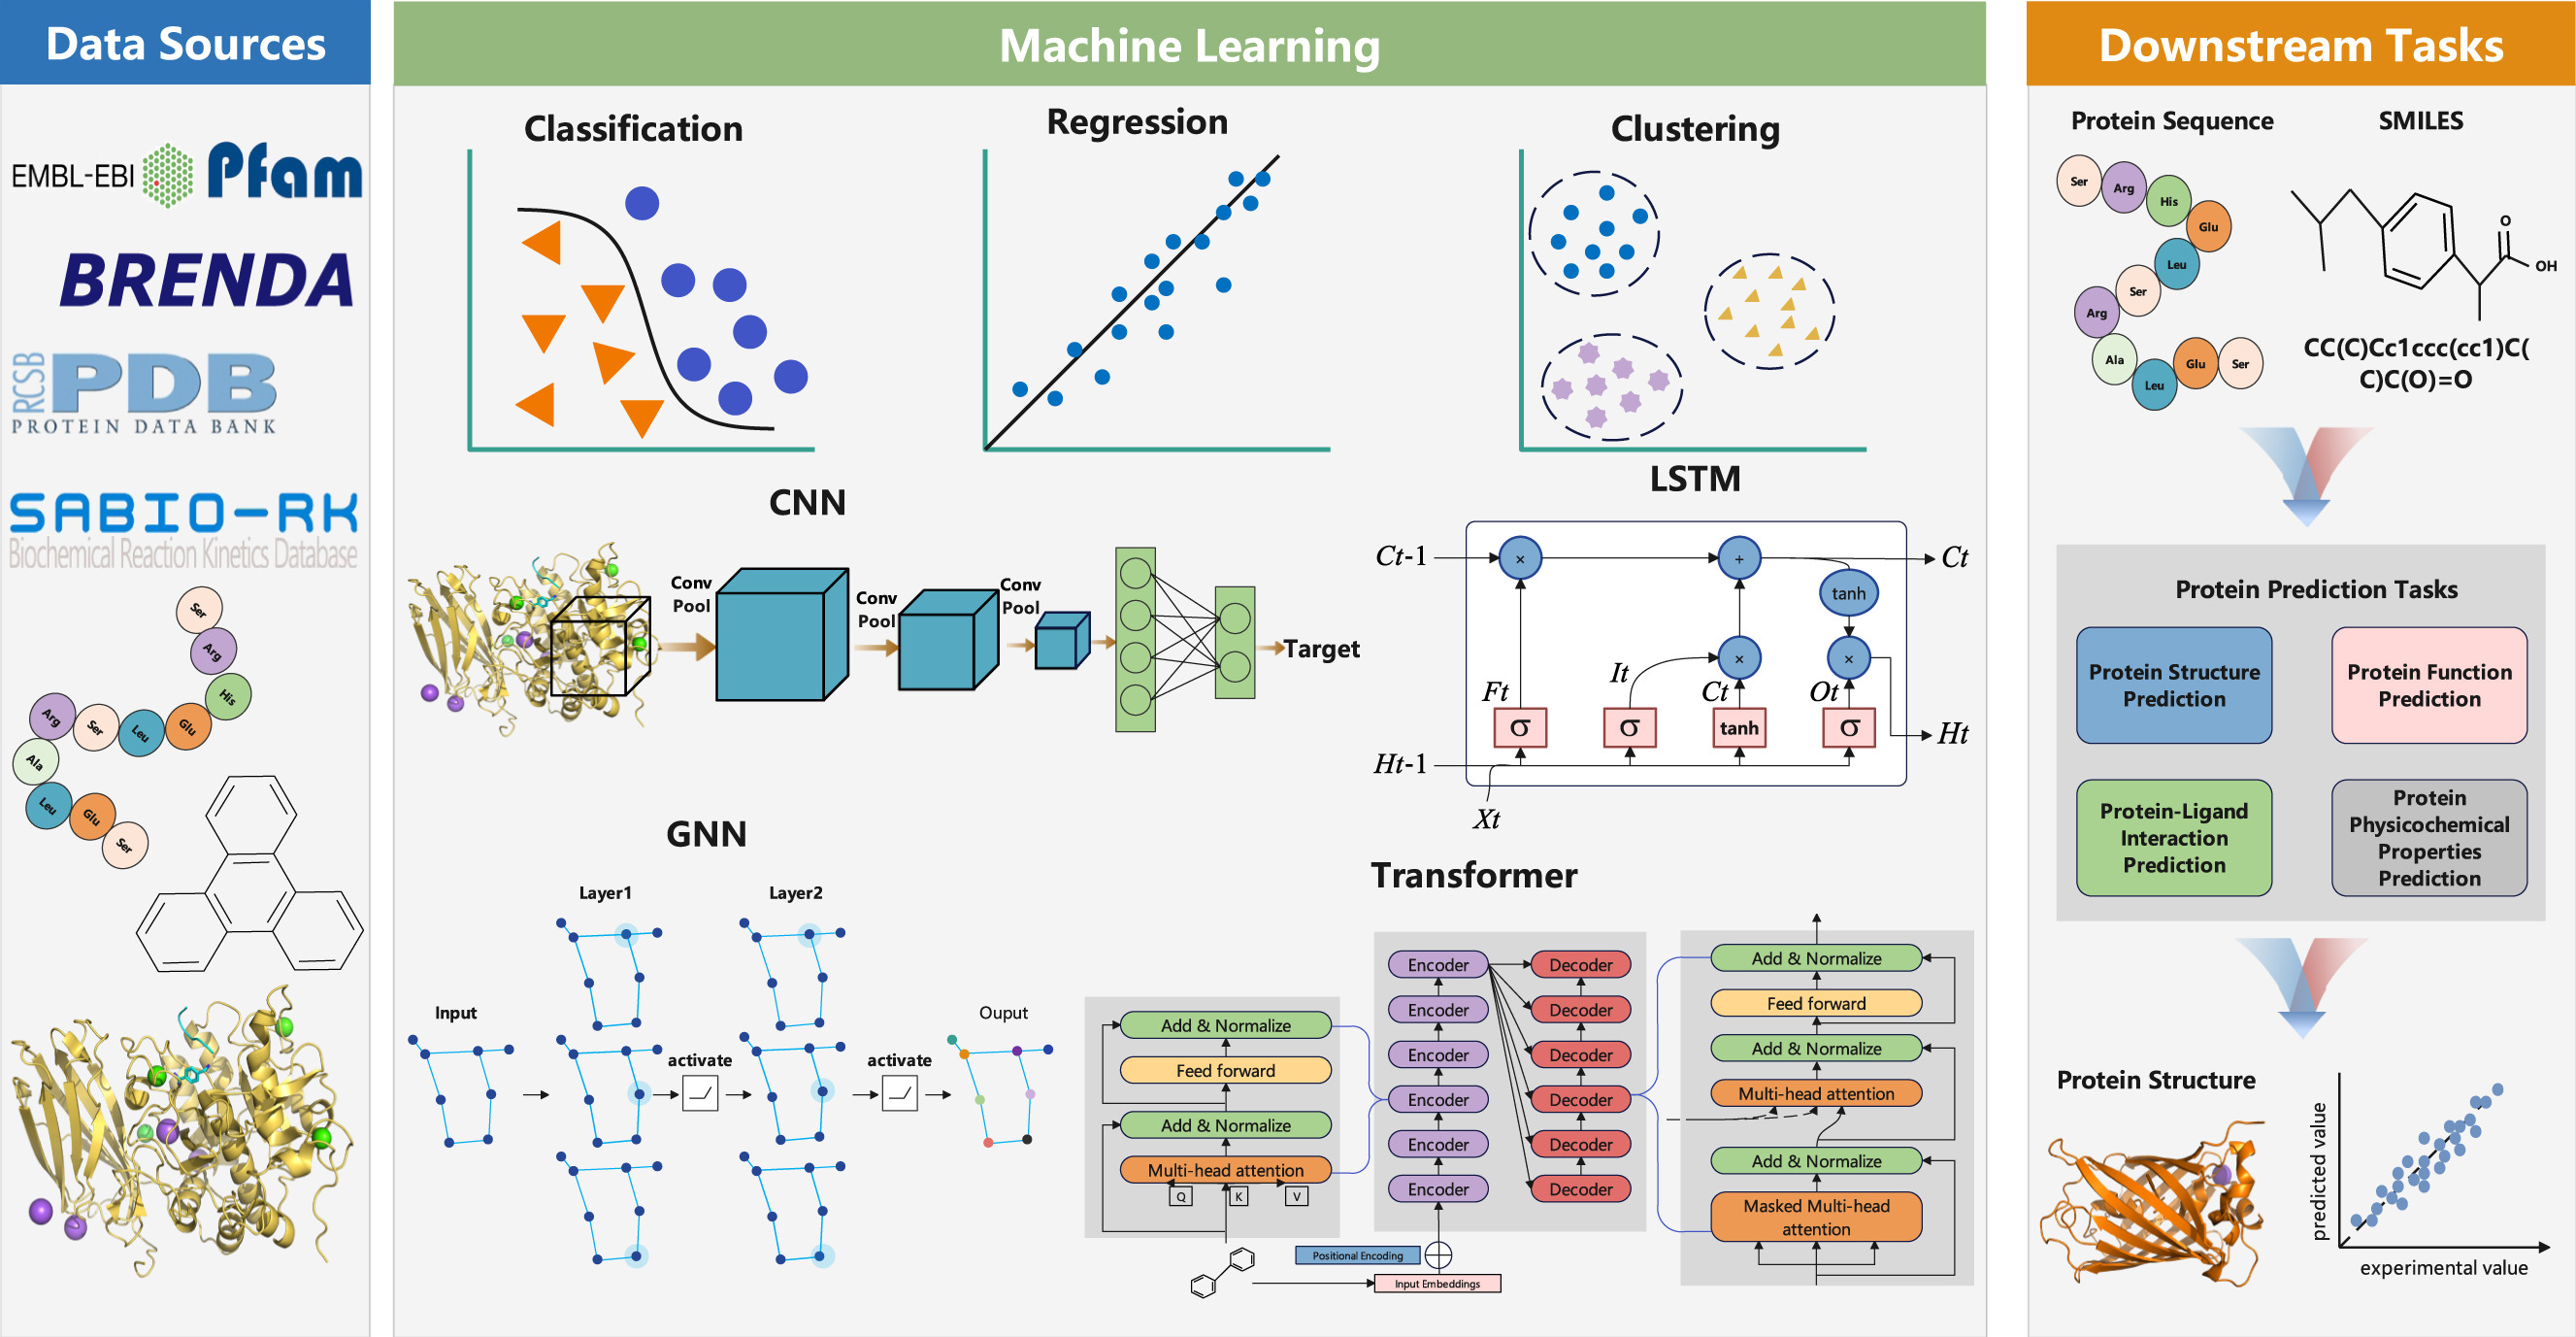 Data Sources
EMBL-EBI
Pfam
BRENDA
RCSB
PDB
PROTEIN DATA BANK
SABIO-RK
Biochemical Reaction Kinetics Database
Ser
Arg
His
Glu
Leu
Ser
Arg
Ala
Leu
Glu
Ser
Machine Learning
Classification
Regression
Clustering
CNN
Conv
Pool
Conv
Pool
Conv
Pool
Target
LSTM
Ct-1
×
+
Ct
tanh
×
×
It
Ft
Ct
Ot
σ
σ
tanh
σ
Ht
Ht-1
Xt
GNN
Layer1
Layer2
Input
activate
activate
Ouput
Transformer
Add & Normalize
Feed forward
Add & Normalize
Multi-head attention
Q
K
V
Encoder
Encoder
Encoder
Encoder
Encoder
Encoder
Decoder
Decoder
Decoder
Decoder
Decoder
Decoder
Positional Encoding
Input Embeddings
Add & Normalize
Feed forward
Add & Normalize
Multi-head attention
Add & Normalize
Masked Multi-head
attention
Downstream Tasks
Protein Sequence
SMILES
Ser
Arg
His
Glu
Leu
Ser
Arg
Ala
Leu
Glu
Ser
O
OH
CC(C)Cc1ccc(cc1)C(
C)C(O)=O
Protein Prediction Tasks
Protein Structure
Prediction
Protein Function
Prediction
Protein-Ligand
Interaction
Prediction
Protein
Physicochemical
Properties
Prediction
Protein Structure
predicted value
experimental value